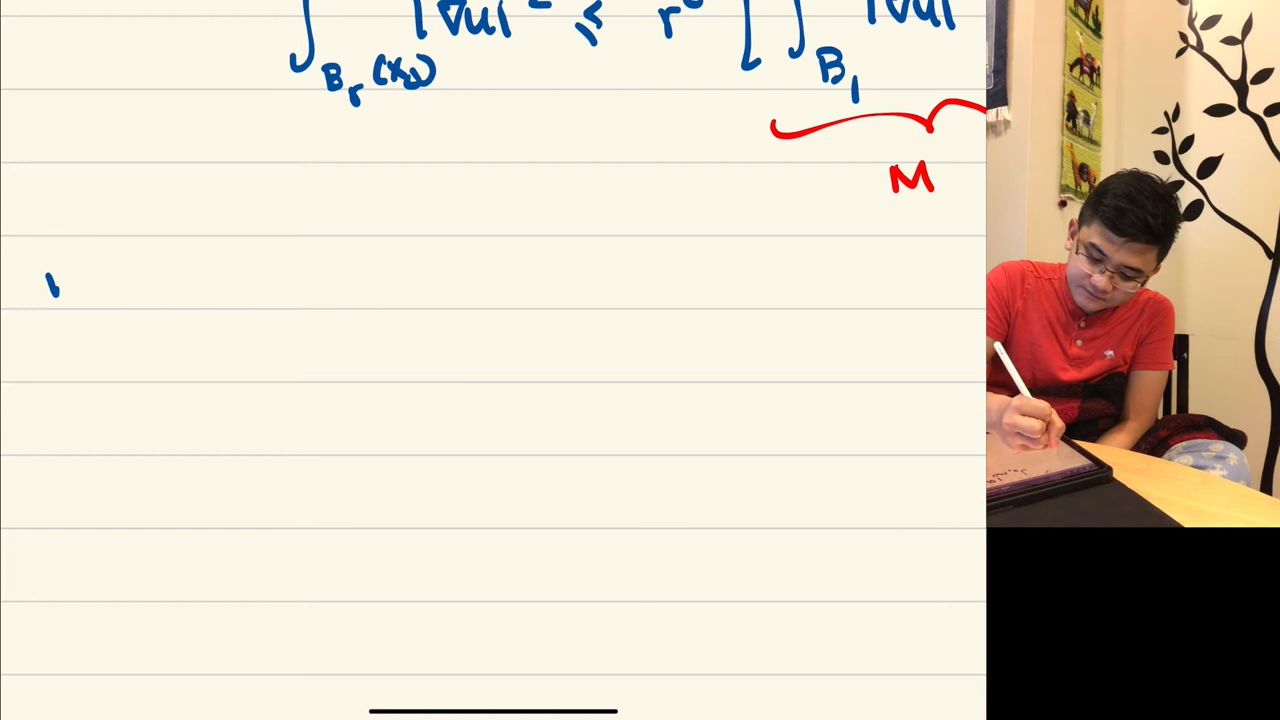 ∫_{B_r(x_0)} |∇u|² ≤ r^σ [ ∫_{B_1} |∇u|
M